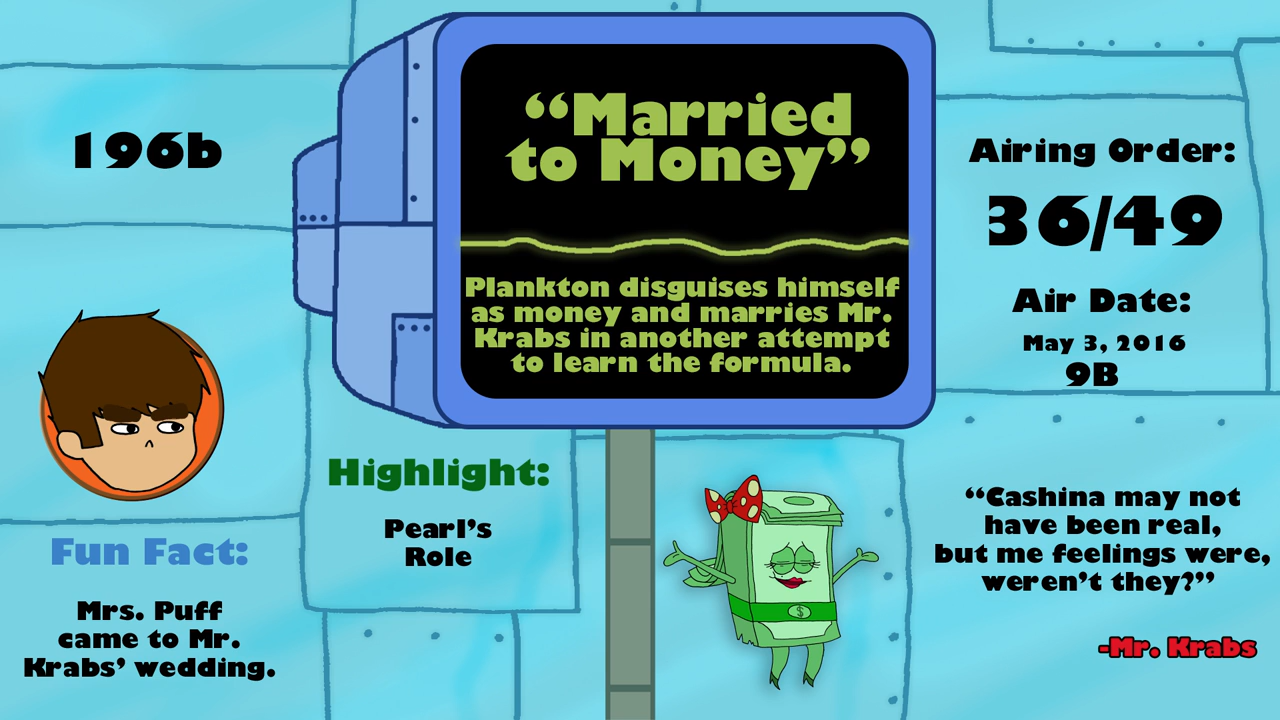 196b
“Married
to Money”
Plankton disguises himself
as money and marries Mr.
Krabs in another attempt
to learn the formula.
Airing Order:
36/49
Air Date:
May 3, 2016
9B
Highlight:
Pearl’s
Role
Fun Fact:
Mrs. Puff
came to Mr.
Krabs’ wedding.
$
“Cashina may not
have been real,
but me feelings were,
weren’t they?”
-Mr. Krabs